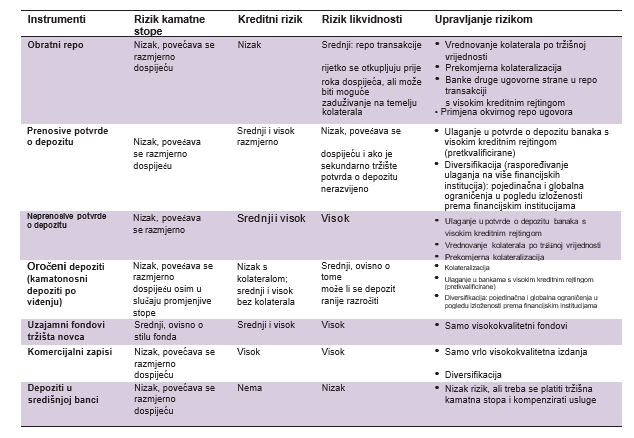 Instrumenti Rizik kamatne stope Kreditni rizik Rizik likvidnosti Upravljanje rizikom
Obratni repo
Nizak, povećava se
razmjerno
dospijeću
Nizak
Srednji: repo transakcije
rijetko se otkupljuju prije
roka dospijeća, ali može
biti moguće
zaduživanje na temelju
kolaterala
• Vrednovanje kolaterala po tržišnoj
vrijednosti
• Prekomjerna kolateralizacija
• Banke druge ugovorne strane u repo
transakciji
s visokim kreditnim rejtingom
• Primjena okvirnog repo ugovora
Prenosive potvrde
o depozitu
Nizak, povećava
se razmjerno
dospijeću
Srednji i visok
razmjerno
Nizak, povećava se
dospijeću i ako je
sekundarno tržište
potvrda o depozitu
nerazvijeno
• Ulaganje u potvrde o depozitu banaka s
visokim kreditnim rejtingom
(pretkvalificirane)
• Diversifikacija (raspoređivanje
ulaganja na više financijskih
institucija): pojedinačna i globalna
ograničenja u pogledu izloženosti
prema financijskim institucijama
Neprenosive potvrde
o depozitu
Nizak, povećava
se razmjerno
Srednji i visok
Visok
• Ulaganje u potvrde o depozitu banaka s
visokim kreditnim rejtingom
• Vrednovanje kolaterala po tržišnoj vrijednosti
• Prekomjerna kolateralizacija
Oročeni depoziti
(kamatonosni
depoziti po
viđenju)
Nizak, povećava se
razmjerno
dospijeću osim u
slučaju promjenjive
stope
Nizak s
kolateralom;
srednji i visok
bez kolaterala
Srednji, ovisno o
tome
može li se depozit
ranije razročiti
• Kolateralizacija
• Ulaganje u bankama s visokim kreditnim rejtingom
(pretkvalificirane)
• Diversifikacija: pojedinačna i globalna ograničenja u
pogledu izloženosti prema financijskim institucijama
Uzajamni fondovi
tržišta novca
Srednji, ovisno o
stilu fonda
Srednji i visok
Visok
• Samo visokokvalitetni fondovi
Komercijalni zapisi
Nizak, povećava se
razmjerno
dospijeću
Visok
Visok
• Samo vrlo visokokvalitetna izdanja
• Diversifikacija
Depoziti u
središnjoj banci
Nizak, povećava se
razmjerno
dospijeću
Nema
Nizak
• Nizak rizik, ali treba se platiti tržišna
kamatna stopa i kompenzirati usluge